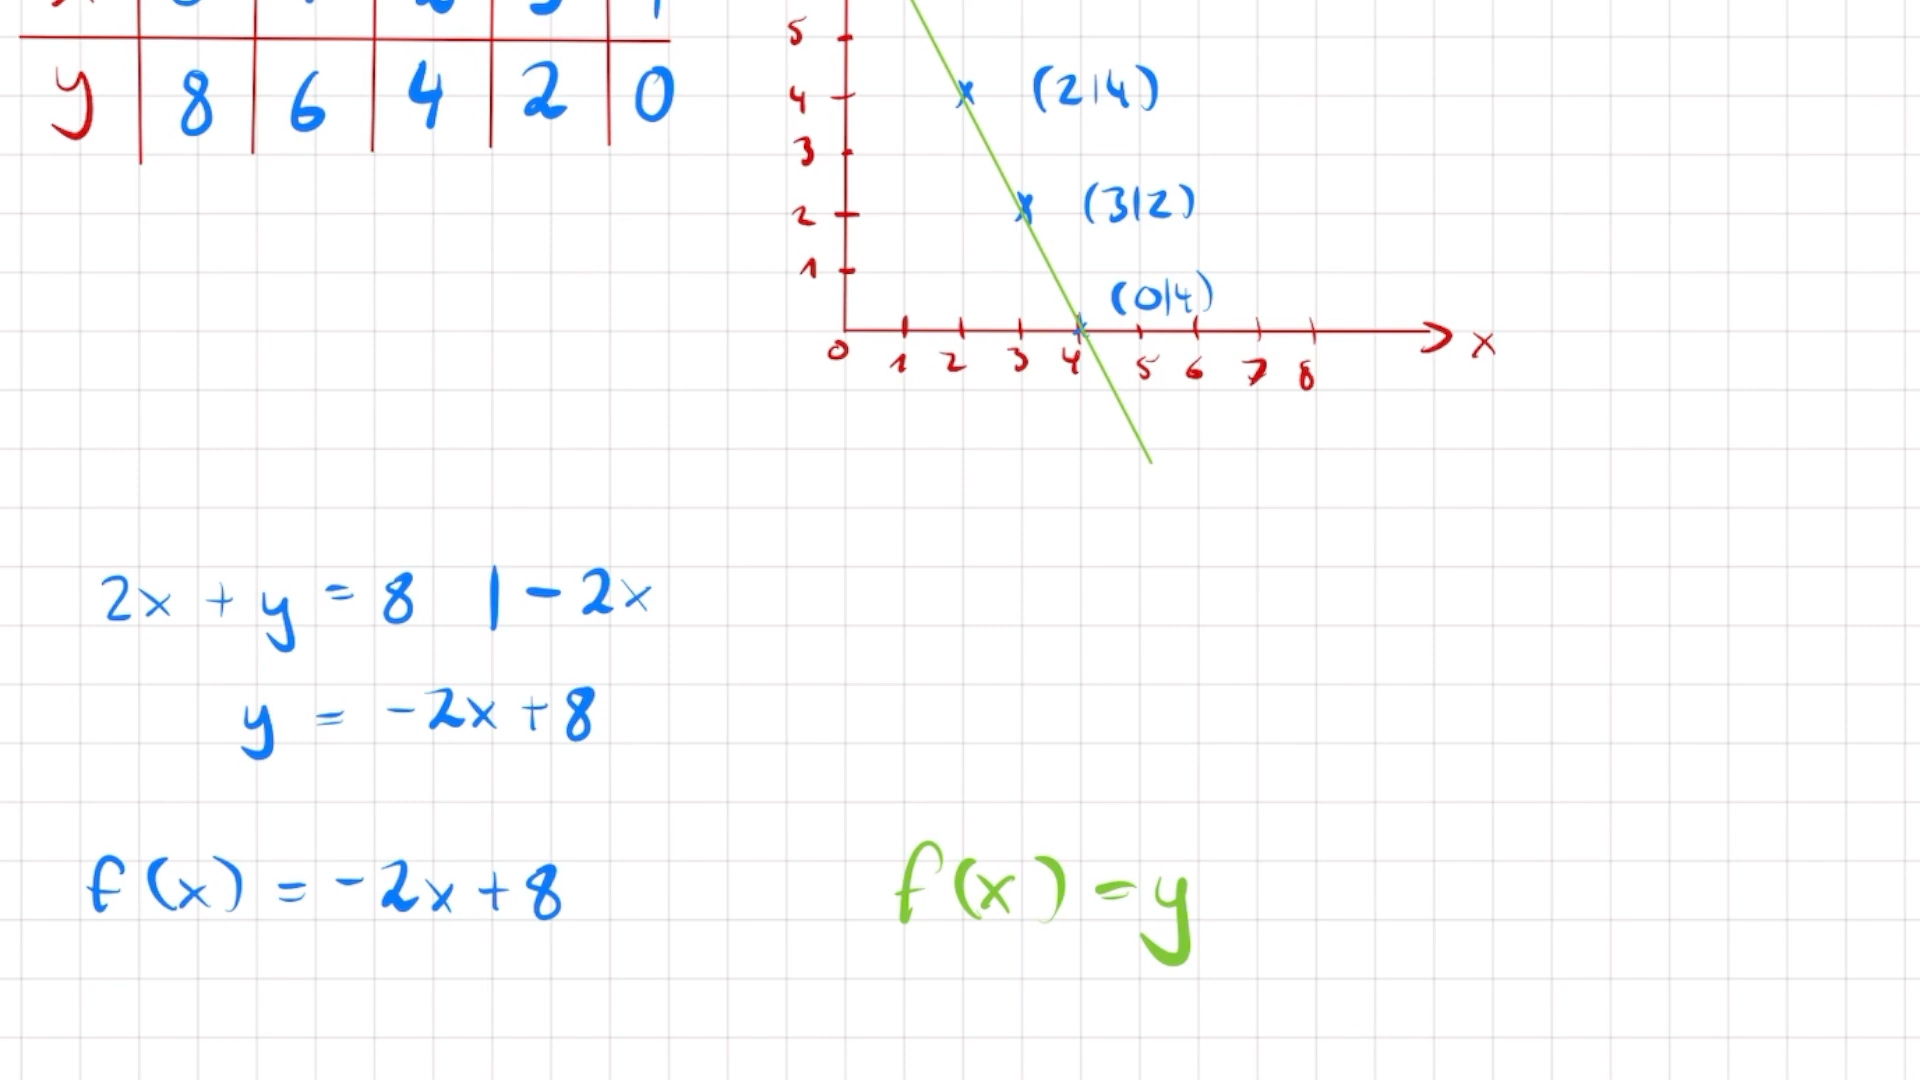 y 8 6 4 2 0
5
4 (2|4)
3
2 (3|2)
1
(0|4)
0 1 2 3 4 5 6 7 8 x
2x + y = 8 | - 2x
y = -2x + 8
f(x) = -2x + 8
f(x) = y